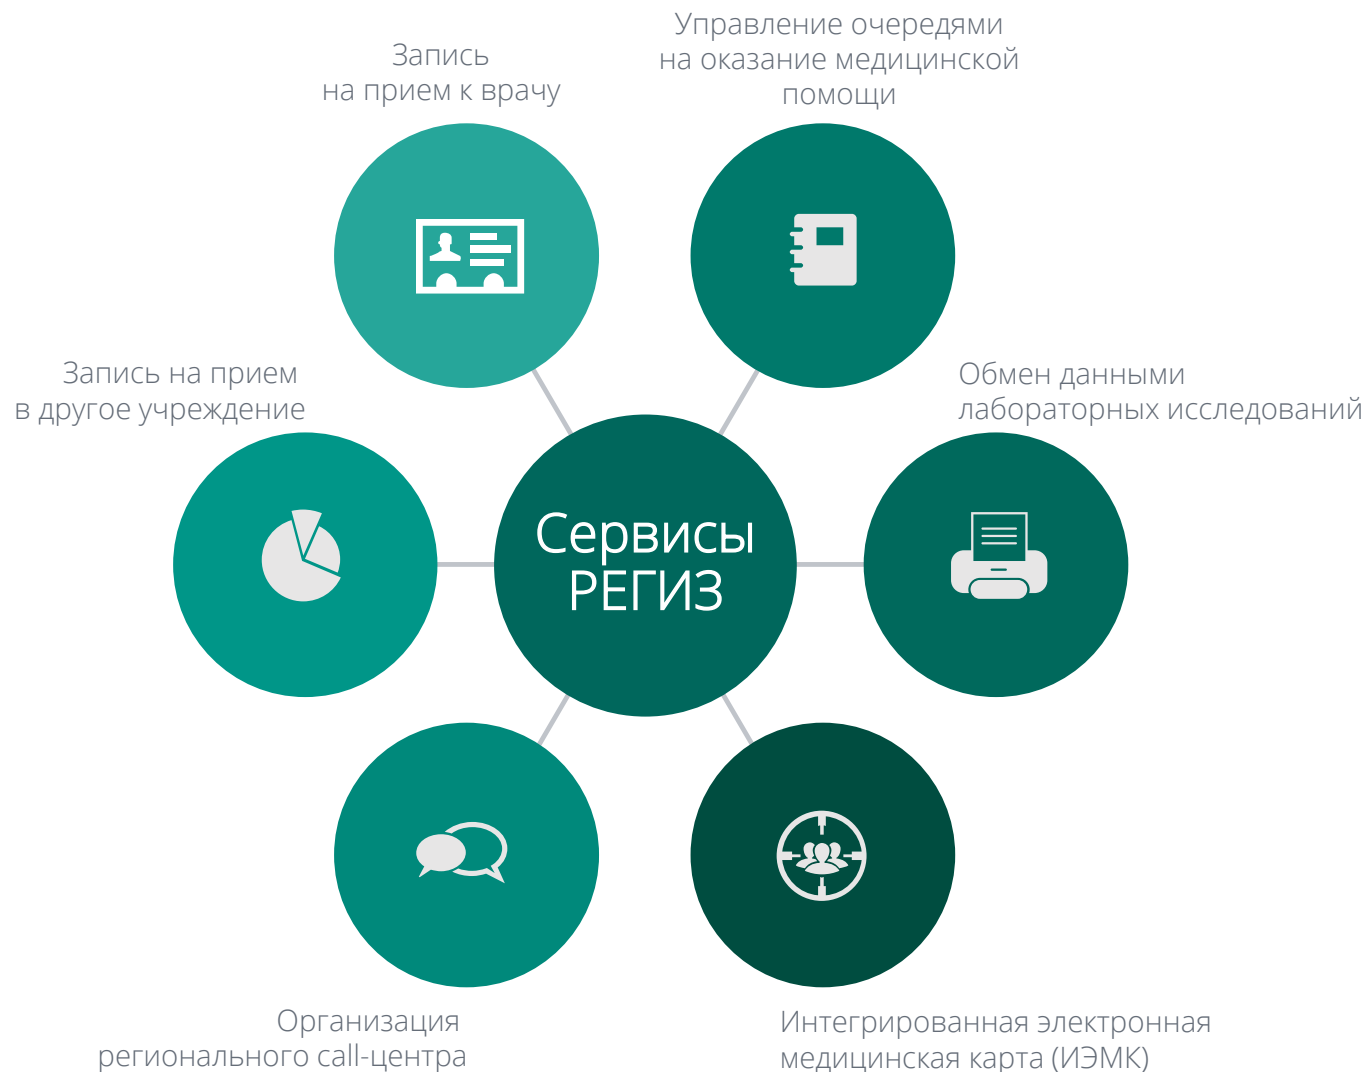 Запись
на прием к врачу
Управление очередями
на оказание медицинской
помощи
Запись на прием
в другое учреждение
Обмен данными
лабораторных исследований
Сервисы
РЕГИЗ
Организация
регионального call-центра
Интегрированная электронная
медицинская карта (ИЭМК)